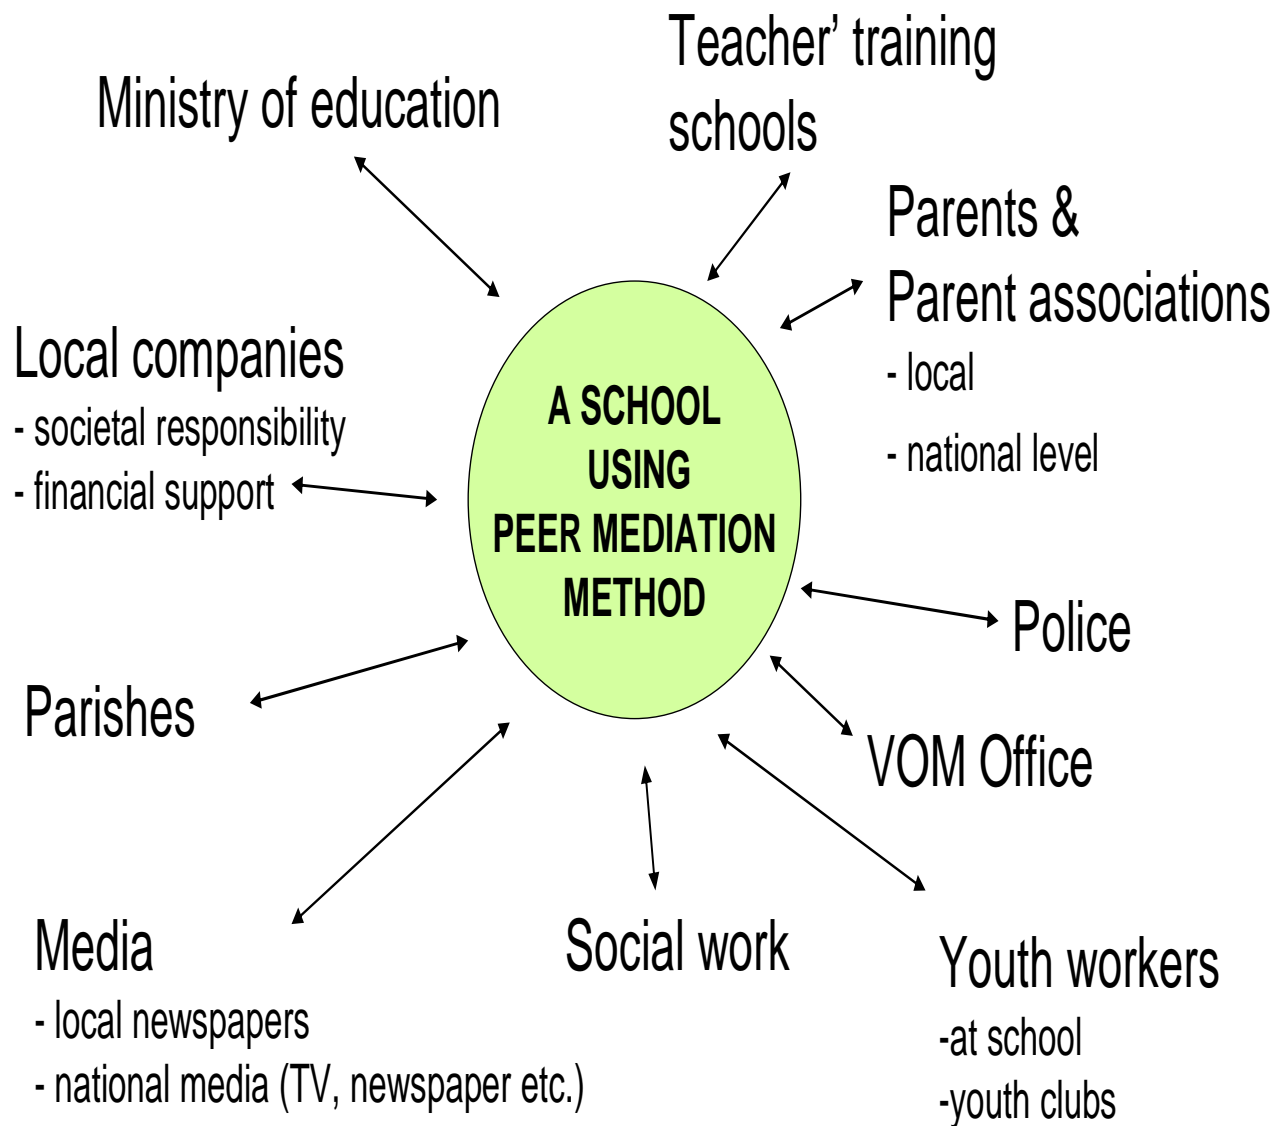 Teacher’ training
schools
Ministry of education
Parents &
Parent associations
- local
- national level
Local companies
- societal responsibility
- financial support
A SCHOOL
USING
PEER MEDIATION
METHOD
Police
Parishes
VOM Office
Media
- local newspapers
- national media (TV, newspaper etc.)
Social work
Youth workers
-at school
-youth clubs